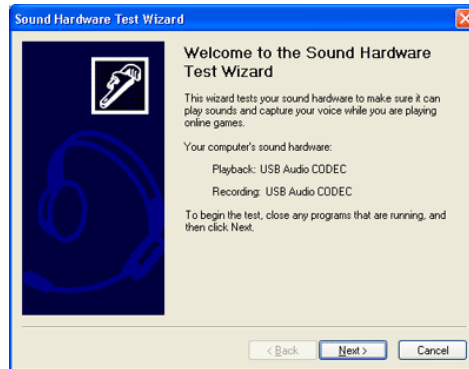 Sound Hardware Test Wizard
Welcome to the Sound Hardware
Test Wizard
This wizard tests your sound hardware to make sure it can
play sounds and capture your voice while you are playing
online games.
Your computer's sound hardware:
Playback: USB Audio CODEC
Recording: USB Audio CODEC
To begin the test, close any programs that are running, and
then click Next.
< Back Next > Cancel